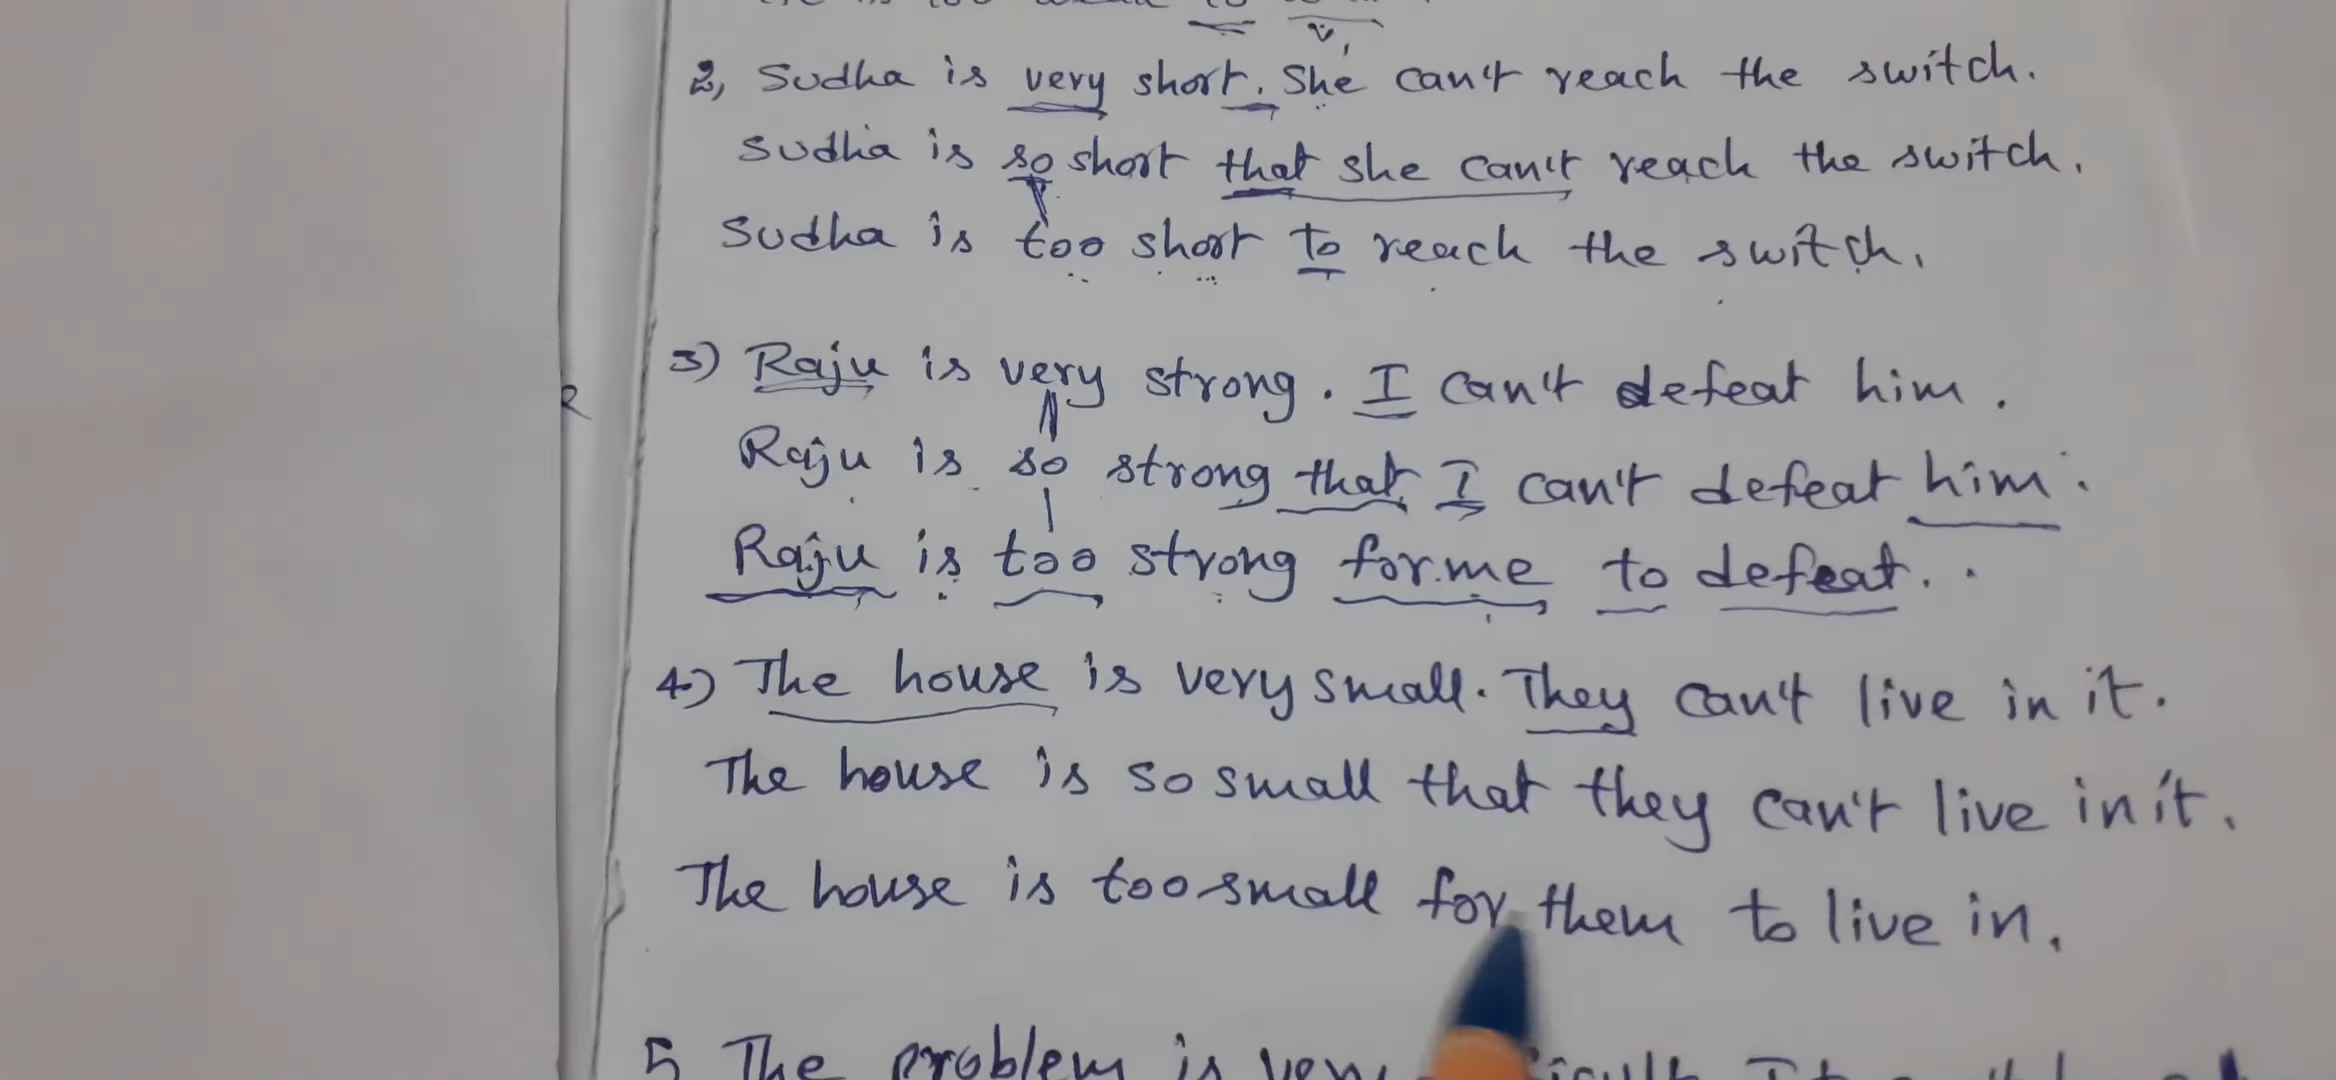 2, Sudha is very short. She can't reach the switch.
Sudha is so short that she can't reach the switch.
Sudha is too short to reach the switch.
3) Raju is very strong. I can't defeat him.
Raju is so strong that I can't defeat him.
Raju is too strong for me to defeat.
4) The house is very small. They can't live in it.
The house is so small that they can't live in it.
The house is too small for them to live in.
5 The problem is very